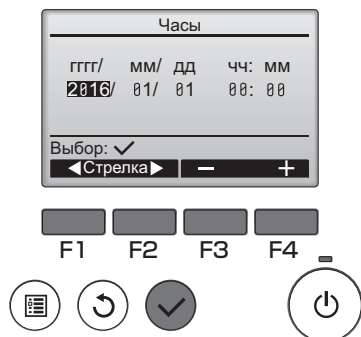 Часы
гггг/ мм/ дд чч: мм
2016/ 01/ 01 00: 00
Выбор: ✓
◀Стрелка▶ − +
F1 F2 F3 F4